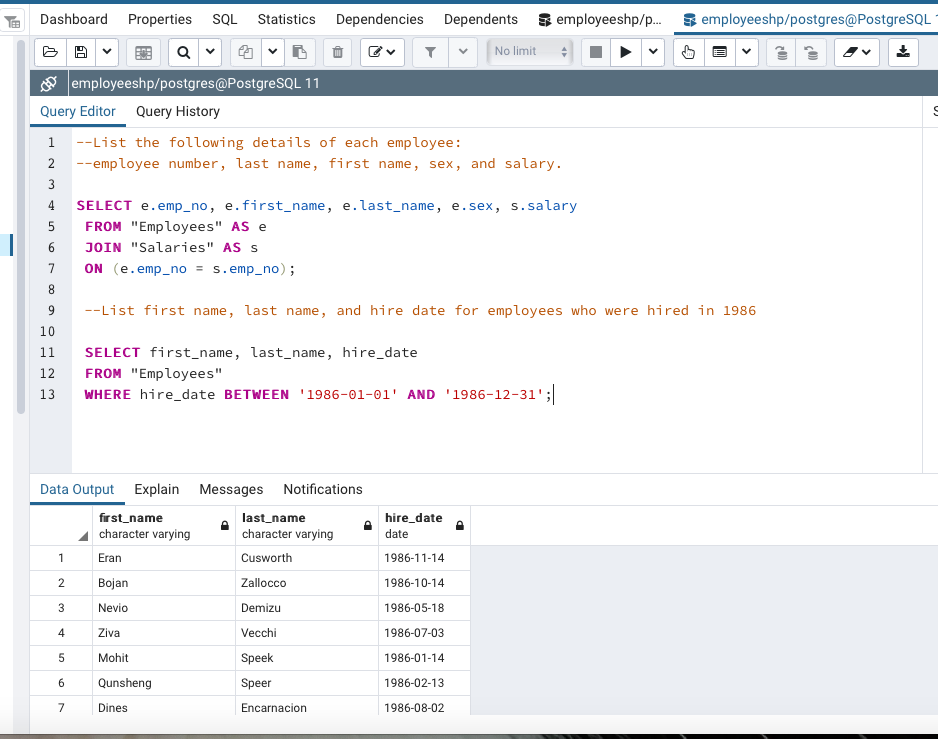 Dashboard Properties SQL Statistics Dependencies Dependents employeeshp/p... employeeshp/postgres@PostgreSQL
No limit
employeeshp/postgres@PostgreSQL 11
Query Editor Query History
1 --List the following details of each employee:
2 --employee number, last name, first name, sex, and salary.
3
4 SELECT e.emp_no, e.first_name, e.last_name, e.sex, s.salary
5 FROM "Employees" AS e
6 JOIN "Salaries" AS s
7 ON (e.emp_no = s.emp_no);
8
9 --List first name, last name, and hire date for employees who were hired in 1986
10
11 SELECT first_name, last_name, hire_date
12 FROM "Employees"
13 WHERE hire_date BETWEEN '1986-01-01' AND '1986-12-31';
Data Output Explain Messages Notifications
first_name last_name hire_date
character varying character varying date
1 Eran Cusworth 1986-11-14
2 Bojan Zallocco 1986-10-14
3 Nevio Demizu 1986-05-18
4 Ziva Vecchi 1986-07-03
5 Mohit Speek 1986-01-14
6 Qunsheng Speer 1986-02-13
7 Dines Encarnacion 1986-08-02